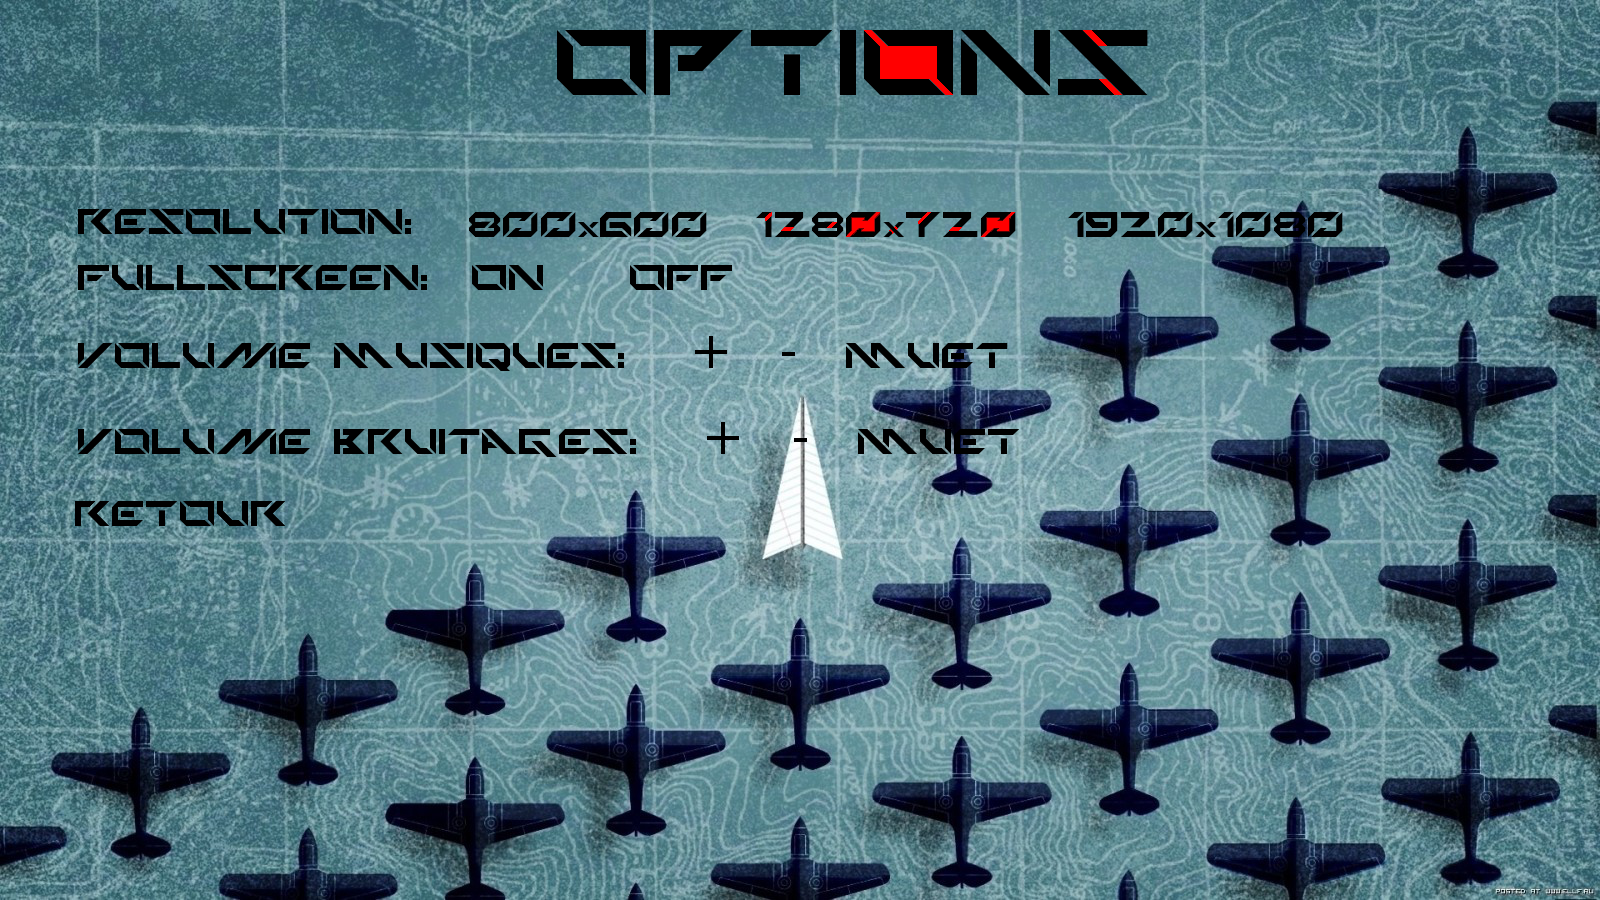 OPTIONS
RESOLUTION: 800x600 1280x720 1920x1080
FULLSCREEN: ON OFF
VOLUME MUSIQUES: + - MUET
VOLUME BRUITAGES: + - MUET
RETOUR